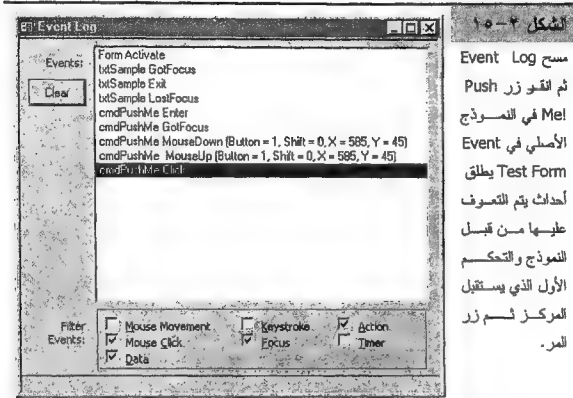 Event Log
Events:
Clear
Form Activate
txtSample GotFocus
txtSample Exit
txtSample LostFocus
cmdPushMe Enter
cmdPushMe GotFocus
cmdPushMe MouseDown (Button = 1, Shift = 0, X = 585, Y = 45)
cmdPushMe MouseUp (Button = 1, Shift = 0, X = 585, Y = 45)
cmdPushMe Click
Filter Events:
Mouse Movement
Keystroke
Action
Mouse Click
Focus
Timer
Data
الشكل ٢-١٥
مسح Event Log
ثم انقر زر Push
Me! في النموذج
الأصلي في Event
Test Form يطلق
أحداث يتم التعرف
عليها من قبل
النموذج والتحكم
الأول الذي يستقبل
المركز ثم زر
المر.